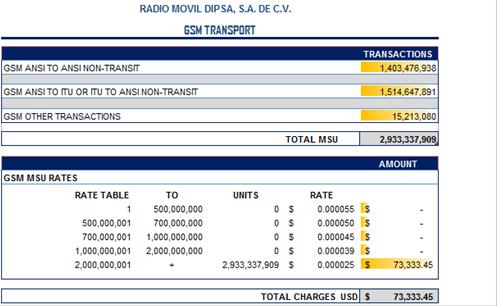 RADIO MOVIL DIPSA, S.A. DE C.V.
GSM TRANSPORT
TRANSACTIONS
GSM ANSI TO ANSI NON-TRANSIT 1,403,476,938
GSM ANSI TO ITU OR ITU TO ANSI NON-TRANSIT 1,514,647,891
GSM OTHER TRANSACTIONS 15,213,080
TOTAL MSU 2,933,337,909
AMOUNT
GSM MSU RATES
RATE TABLE TO UNITS RATE
1 500,000,000 0 $ 0.000055 $ -
500,000,001 700,000,000 0 $ 0.000050 $ -
700,000,001 1,000,000,000 0 $ 0.000045 $ -
1,000,000,001 2,000,000,000 0 $ 0.000039 $ -
2,000,000,001 + 2,933,337,909 $ 0.000025 $ 73,333.45
TOTAL CHARGES USD $ 73,333.45